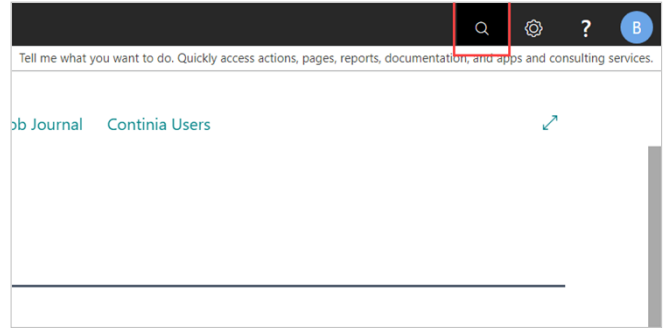 ? B
Tell me what you want to do. Quickly access actions, pages, reports, documentation, and apps and consulting services.
ob Journal Continia Users